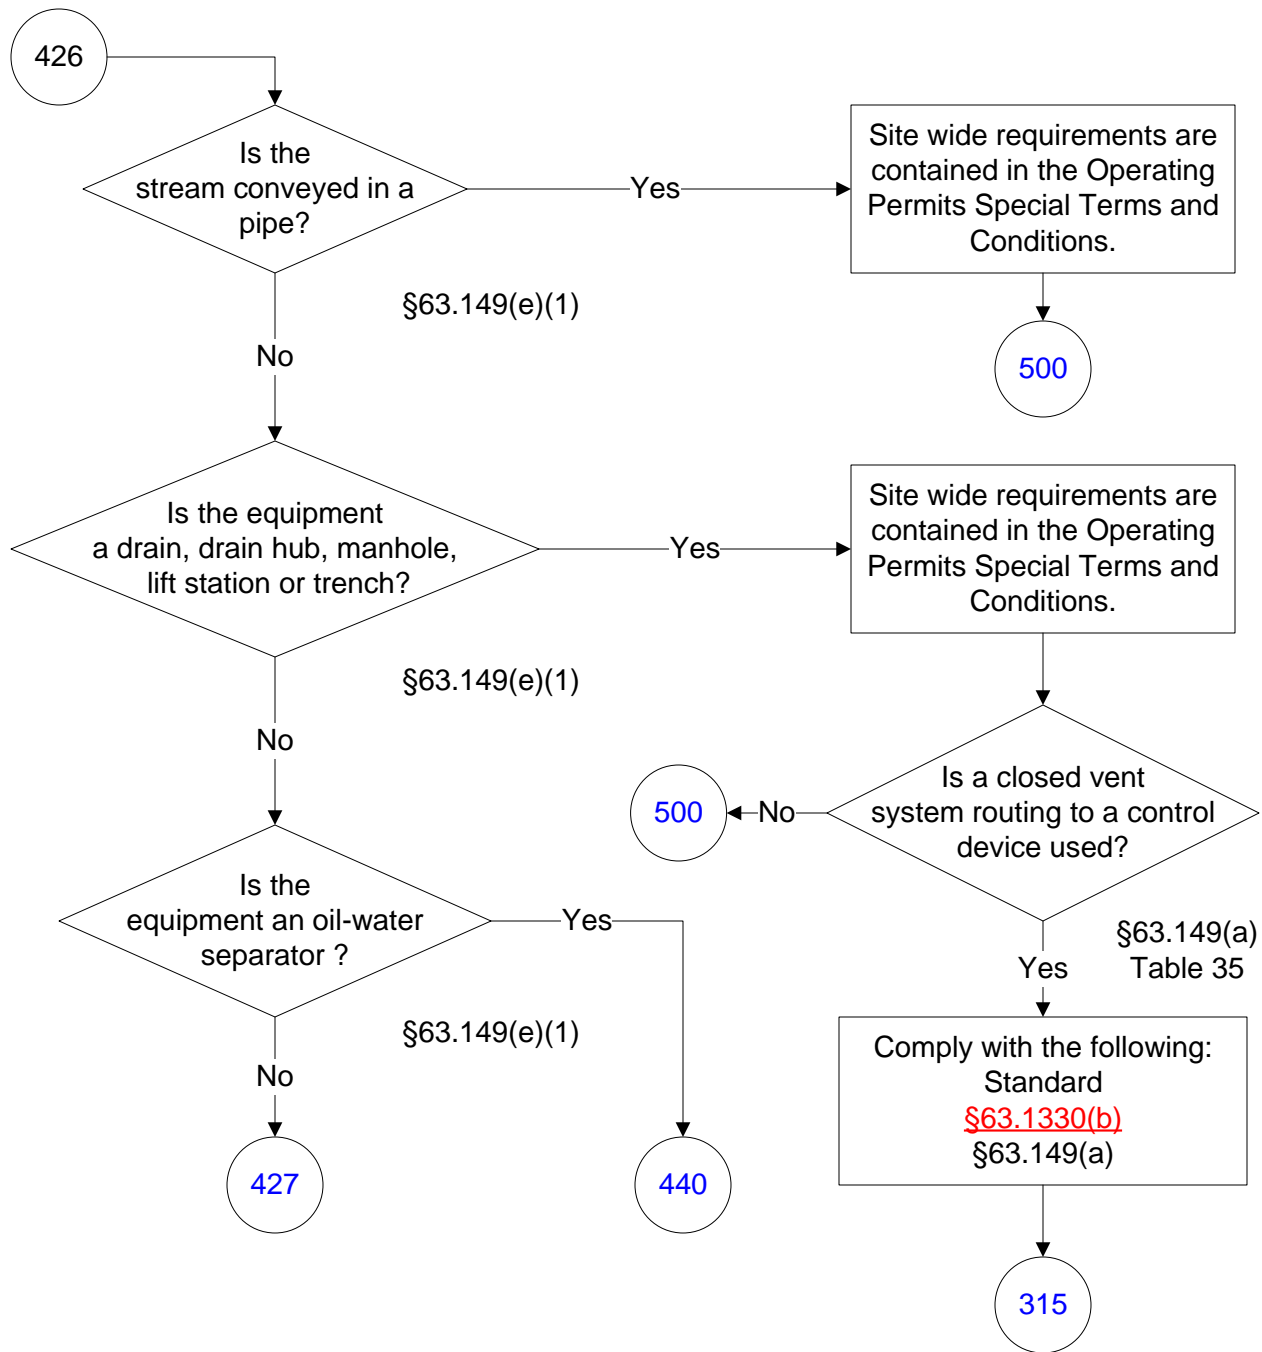 426
Is the
stream conveyed in a
pipe?
Yes
Site wide requirements are
contained in the Operating
Permits Special Terms and
Conditions.
§63.149(e)(1)
No
500
Is the equipment
a drain, drain hub, manhole,
lift station or trench?
Yes
Site wide requirements are
contained in the Operating
Permits Special Terms and
Conditions.
§63.149(e)(1)
No
Is a closed vent
system routing to a control
device used?
No
500
Is the
equipment an oil-water
separator ?
Yes
§63.149(a)
Table 35
Yes
§63.149(e)(1)
No
Comply with the following:
Standard
§63.1330(b)
§63.149(a)
427
440
315